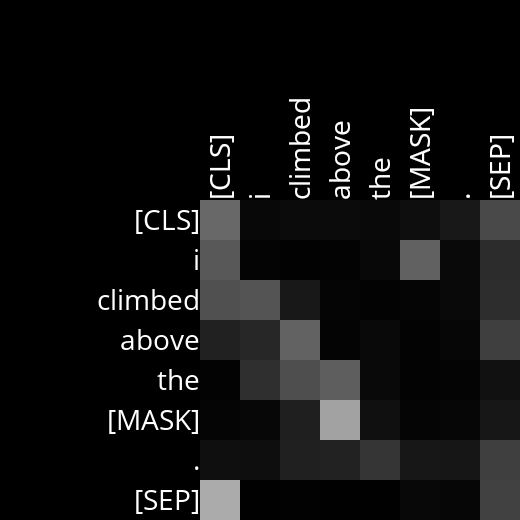 [CLS] i climbed above the [MASK] . [SEP]
[CLS]
i
climbed
above
the
[MASK]
.
[SEP]